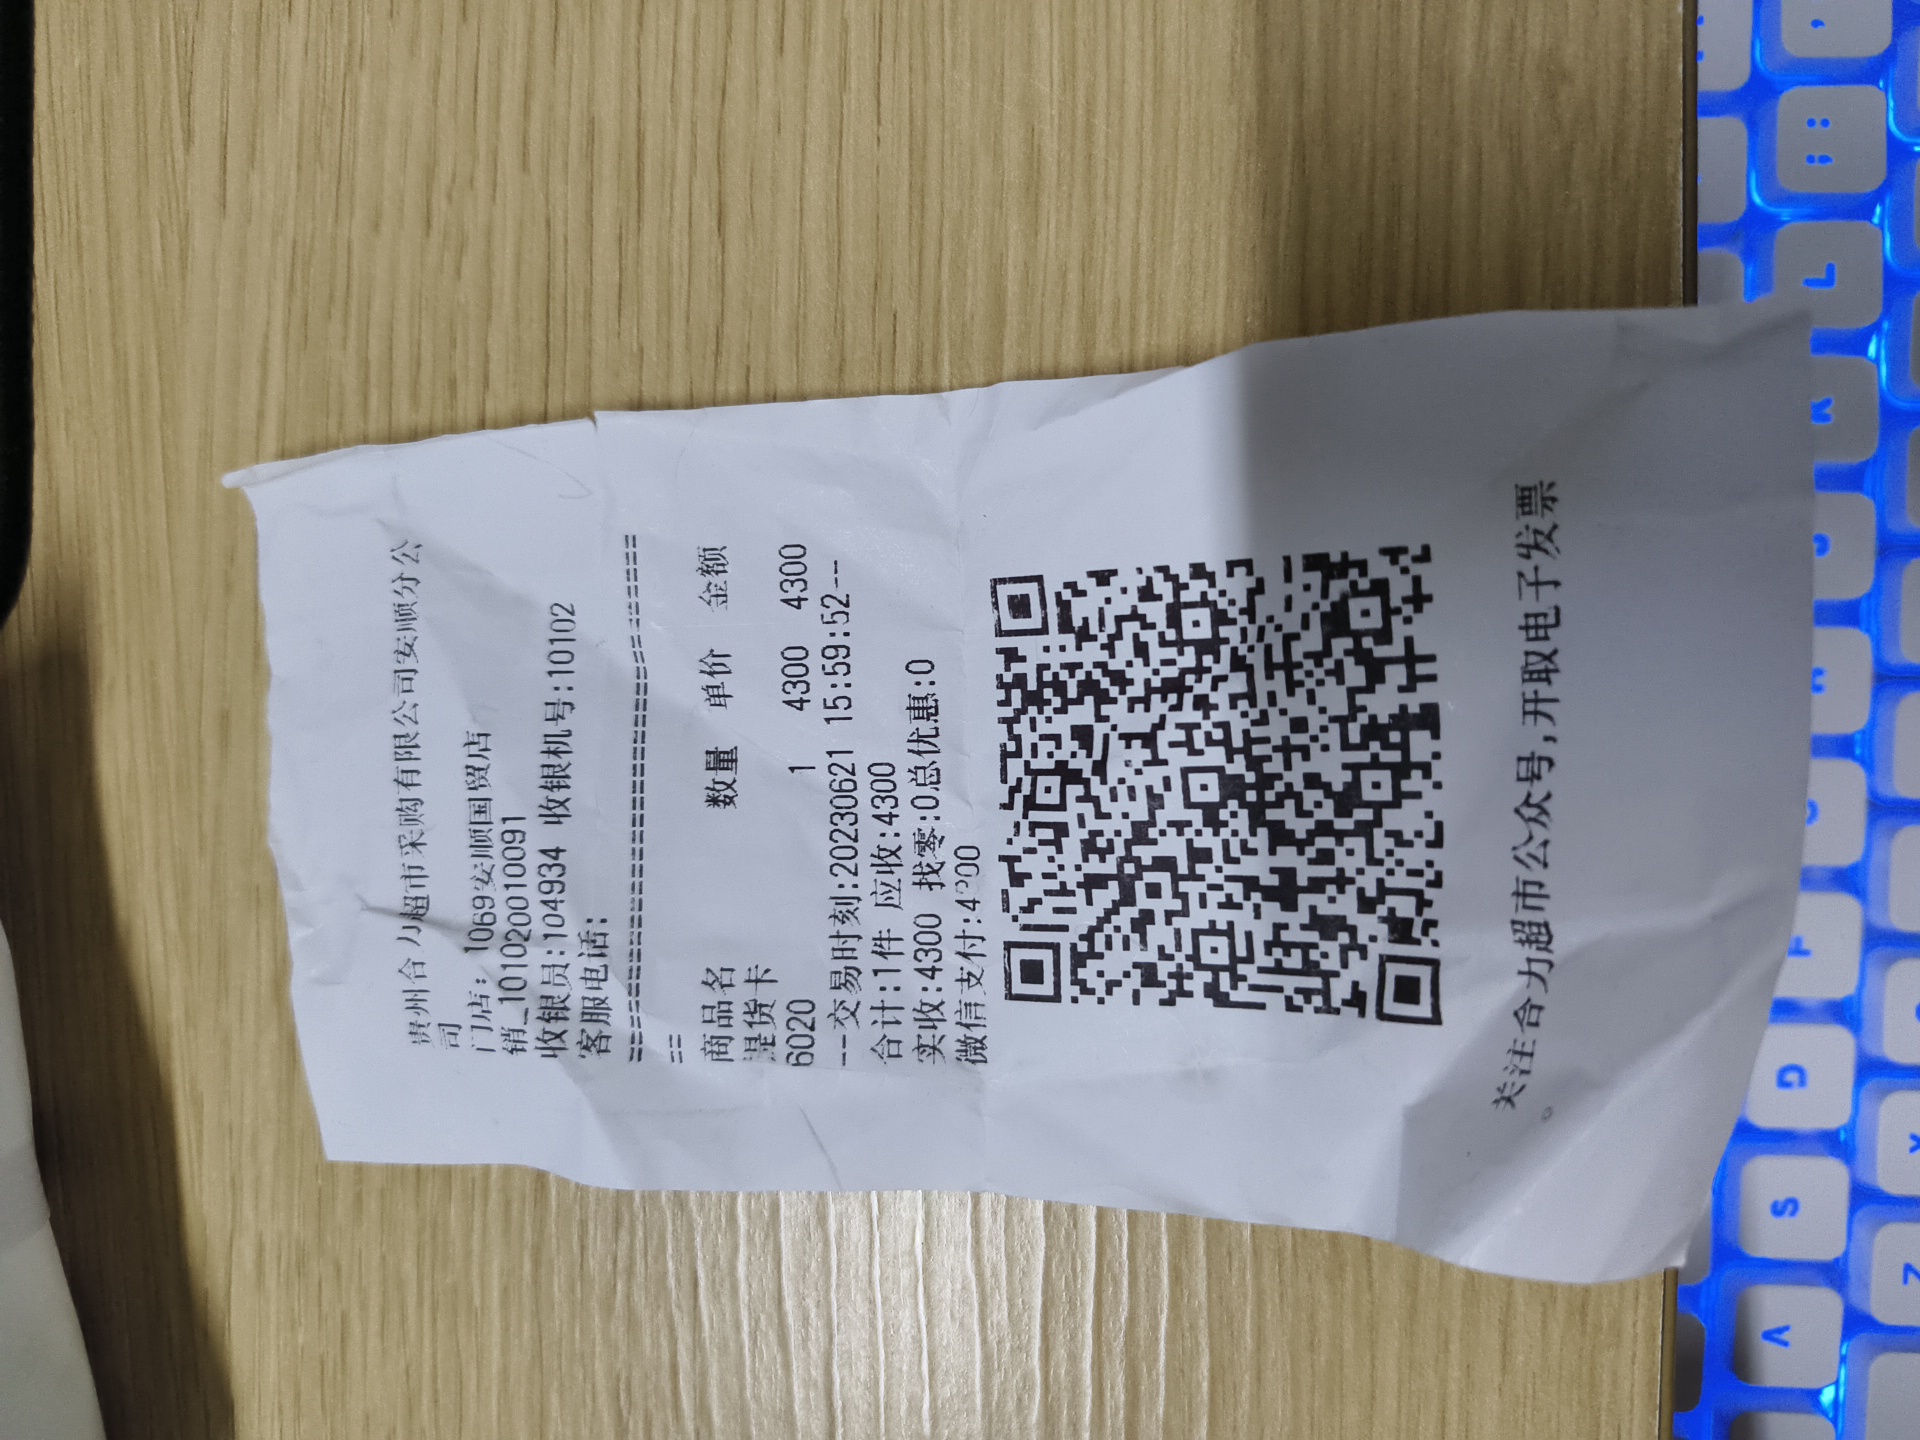 贵州合力超市采购有限公司安顺分公
司
门店: 1069安顺国贸店
销_101020010091
收银员:104934 收银机号:10102
客服电话:
==========================================
==
商品名 数量 单价 金额
提货卡
6020 1 4300 4300
--交易时刻:20230621 15:59:52--
合计:1件 应收:4300
实收:4300 找零:0总优惠:0
微信支付:4300
关注合力超市公众号,开取电子发票
。